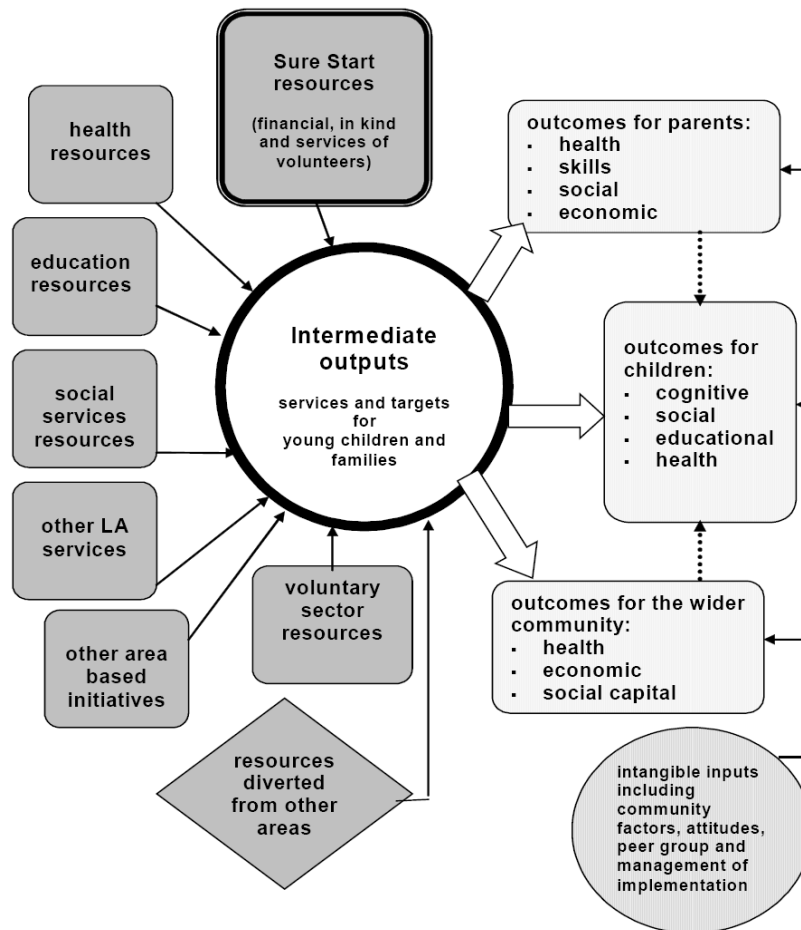 Sure Start
resources
(financial, in kind
and services of
volunteers)
health
resources
education
resources
social
services
resources
other LA
services
other area
based
initiatives
voluntary
sector
resources
resources
diverted
from other
areas
Intermediate
outputs
services and targets
for
young children and
families
outcomes for parents:
▪ health
▪ skills
▪ social
▪ economic
outcomes for
children:
▪ cognitive
▪ social
▪ educational
▪ health
outcomes for the wider
community:
▪ health
▪ economic
▪ social capital
intangible inputs
including
community
factors, attitudes,
peer group and
management of
implementation